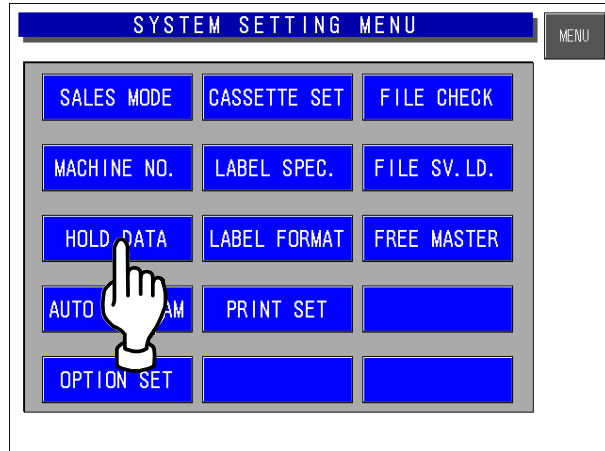 SYSTEM SETTING MENU
MENU
SALES MODE CASSETTE SET FILE CHECK
MACHINE NO. LABEL SPEC. FILE SV.LD.
HOLD DATA LABEL FORMAT FREE MASTER
AUTO PRINT SET
OPTION SET